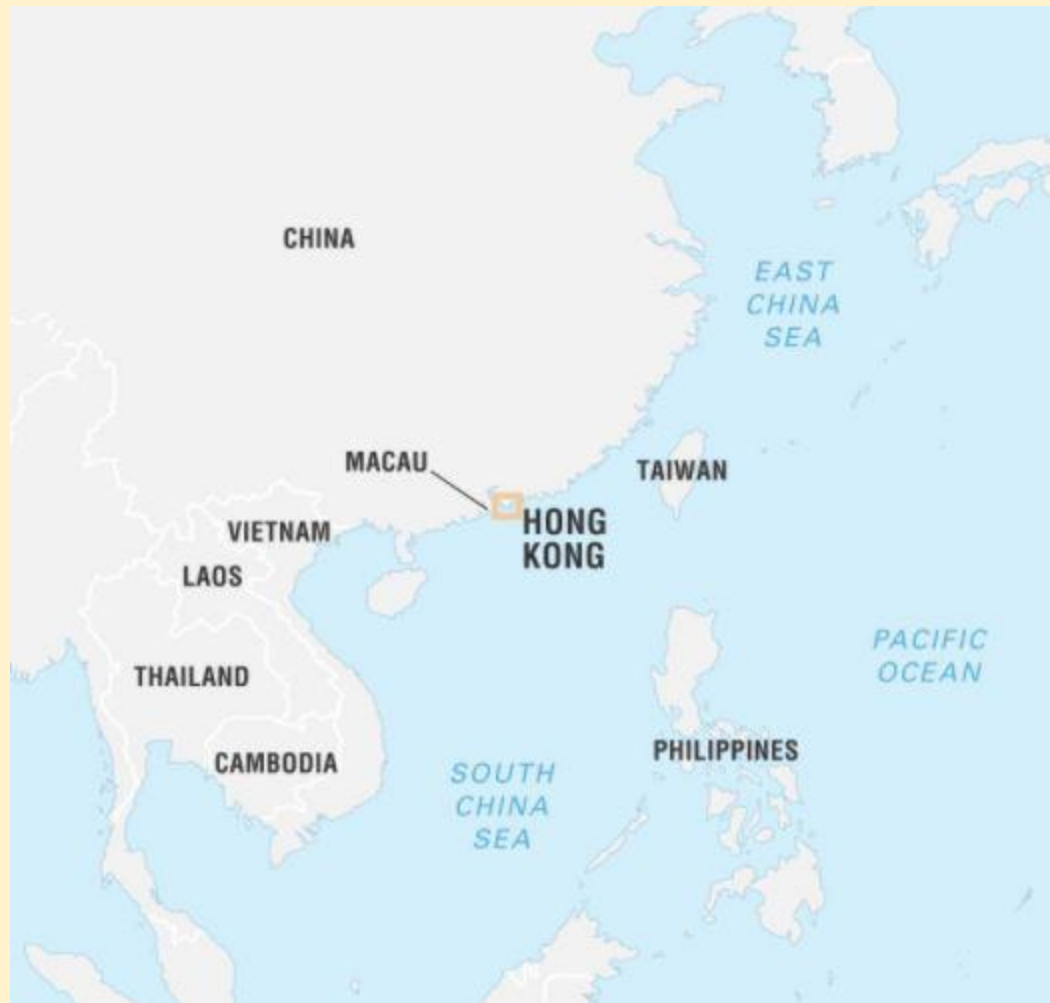 CHINA
EAST
CHINA
SEA
MACAU
TAIWAN
HONG
KONG
VIETNAM
LAOS
PACIFIC
OCEAN
THAILAND
PHILIPPINES
CAMBODIA
SOUTH
CHINA
SEA